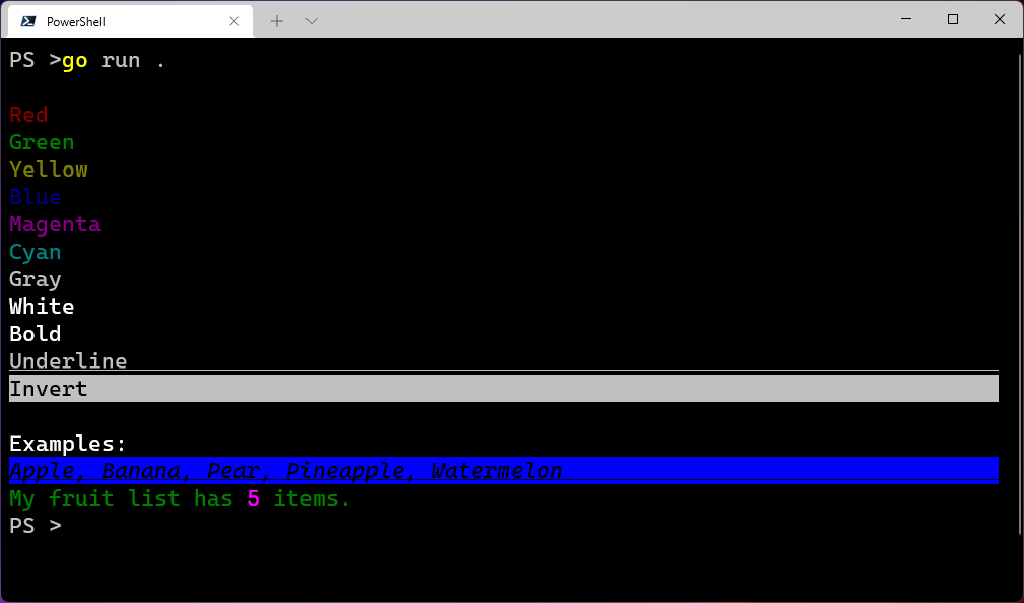 PowerShell
PS >go run .
Red
Green
Yellow
Blue
Magenta
Cyan
Gray
White
Bold
Underline
Invert
Examples:
Apple, Banana, Pear, Pineapple, Watermelon
My fruit list has 5 items.
PS >